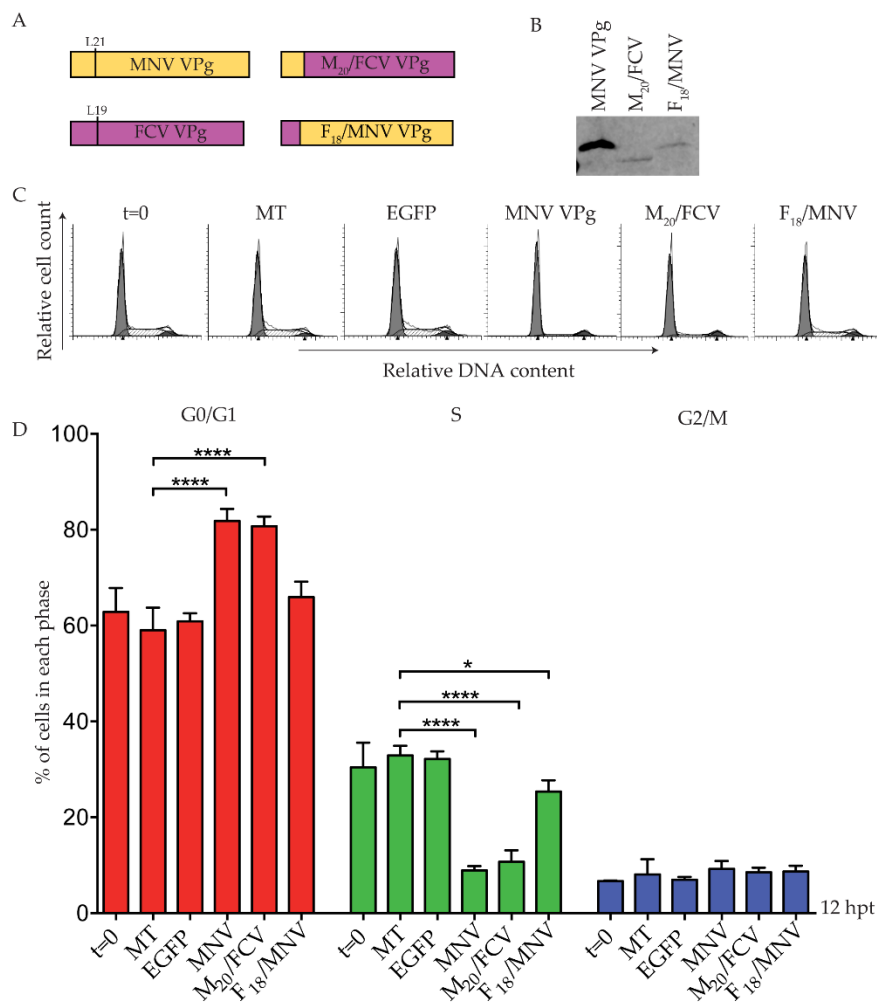 A
L21
MNV VPg
M20/FCV VPg
L19
FCV VPg
F18/MNV VPg
B
MNV VPg
M20/FCV
F18/MNV
C
t=0
MT
EGFP
MNV VPg
M20/FCV
F18/MNV
Relative cell count
Relative DNA content
D
G0/G1
S
G2/M
% of cells in each phase
100
80
60
40
20
0
****
****
*
****
****
t=0
MT
EGFP
MNV
M20/FCV
F18/MNV
t=0
MT
EGFP
MNV
M20/FCV
F18/MNV
t=0
MT
EGFP
MNV
M20/FCV
F18/MNV
12 hpt